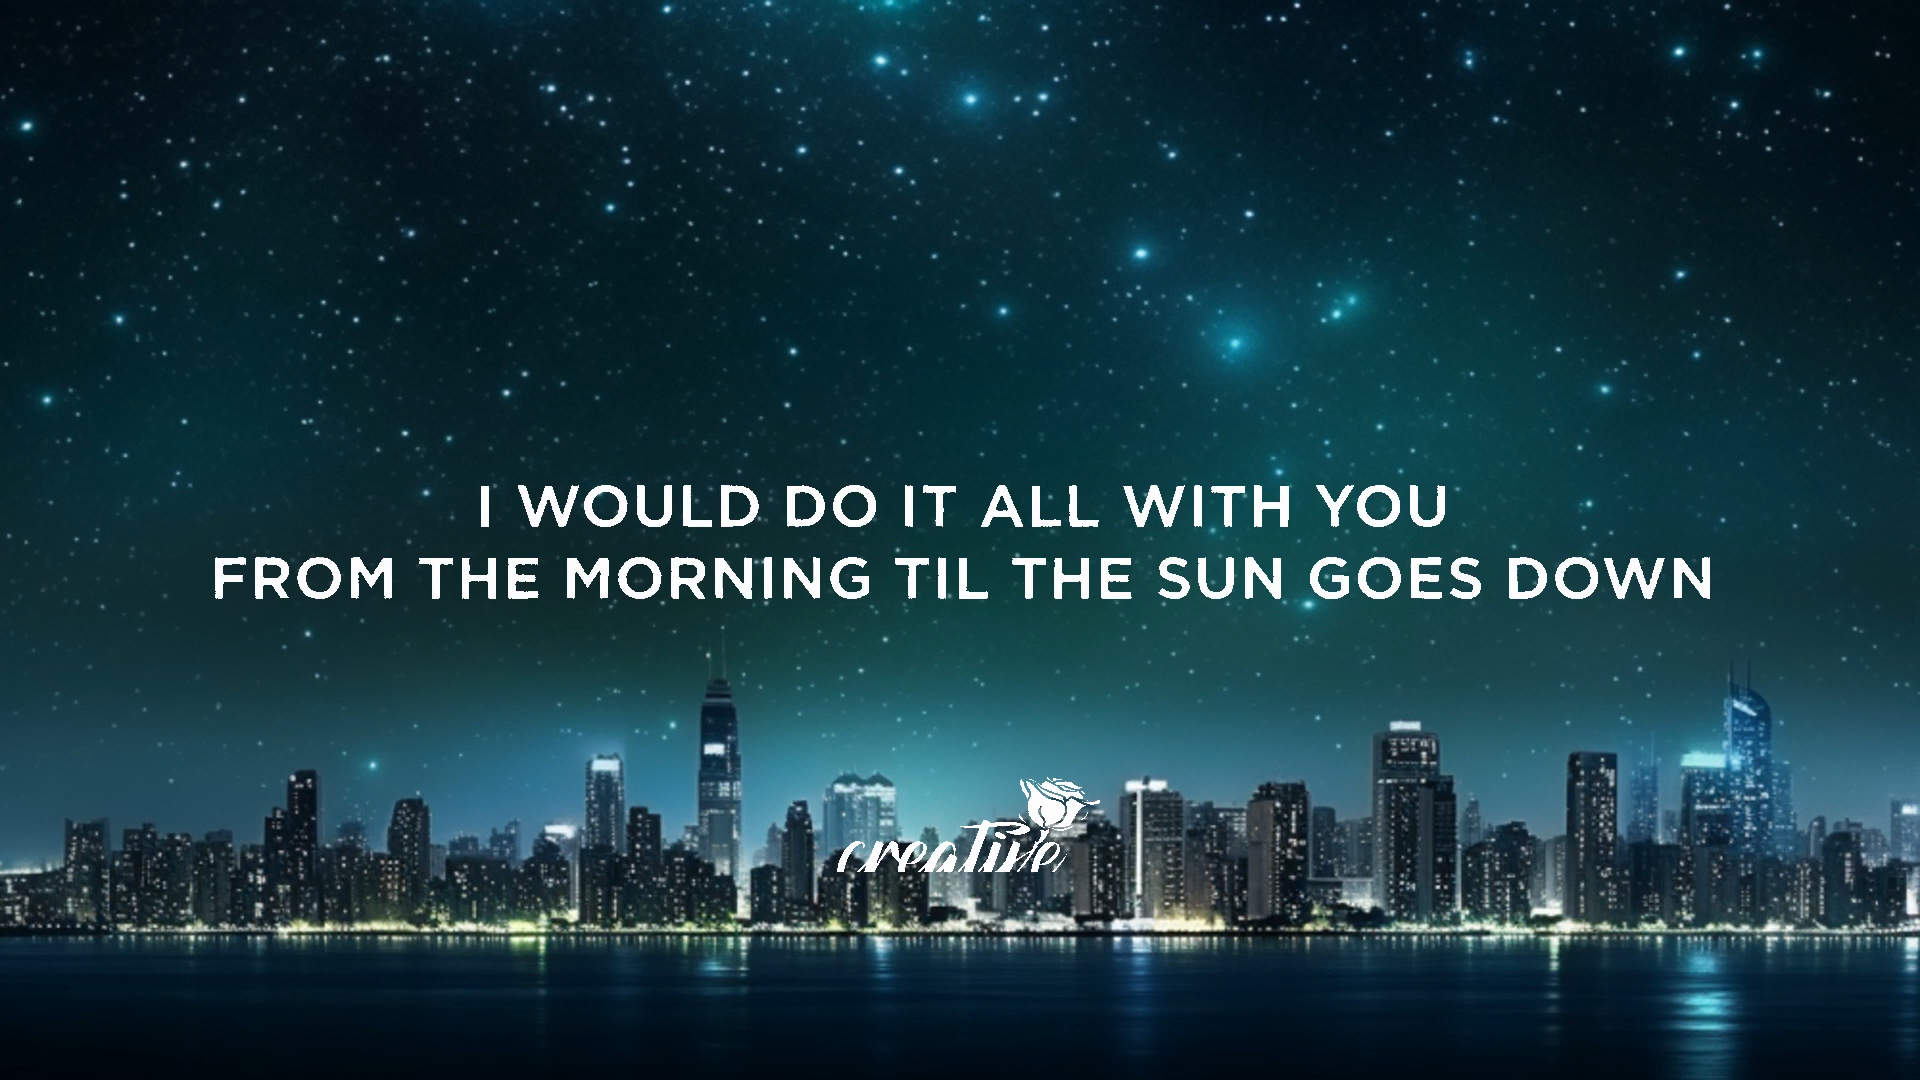 I WOULD DO IT ALL WITH YOU
FROM THE MORNING TIL THE SUN GOES DOWN
creative